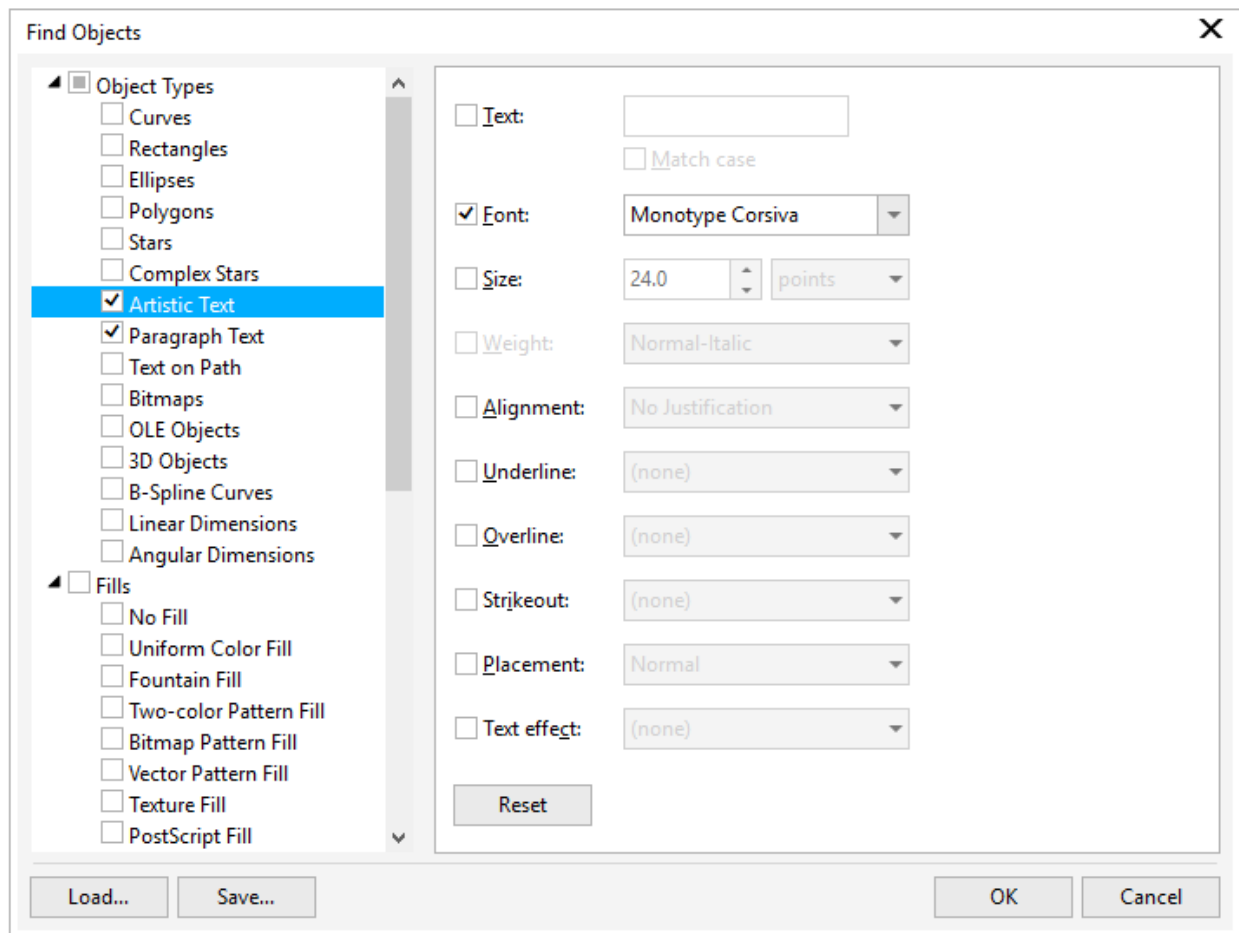 Find Objects
Object Types
Curves
Rectangles
Ellipses
Polygons
Stars
Complex Stars
Artistic Text
Paragraph Text
Text on Path
Bitmaps
OLE Objects
3D Objects
B-Spline Curves
Linear Dimensions
Angular Dimensions
Fills
No Fill
Uniform Color Fill
Fountain Fill
Two-color Pattern Fill
Bitmap Pattern Fill
Vector Pattern Fill
Texture Fill
PostScript Fill
Text:
Match case
Font: Monotype Corsiva
Size: 24.0 points
Weight: Normal-Italic
Alignment: No Justification
Underline: (none)
Overline: (none)
Strikeout: (none)
Placement: Normal
Text effect: (none)
Reset
Load... Save... OK Cancel